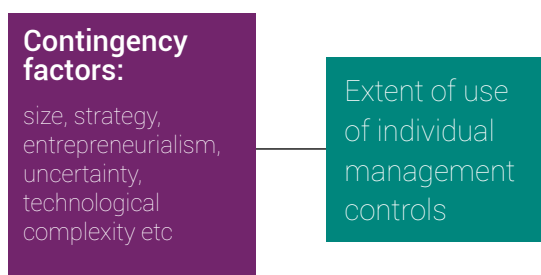 Contingency
factors:
size, strategy,
entrepreneurialism,
uncertainty,
technological
complexity etc
Extent of use
of individual
management
controls